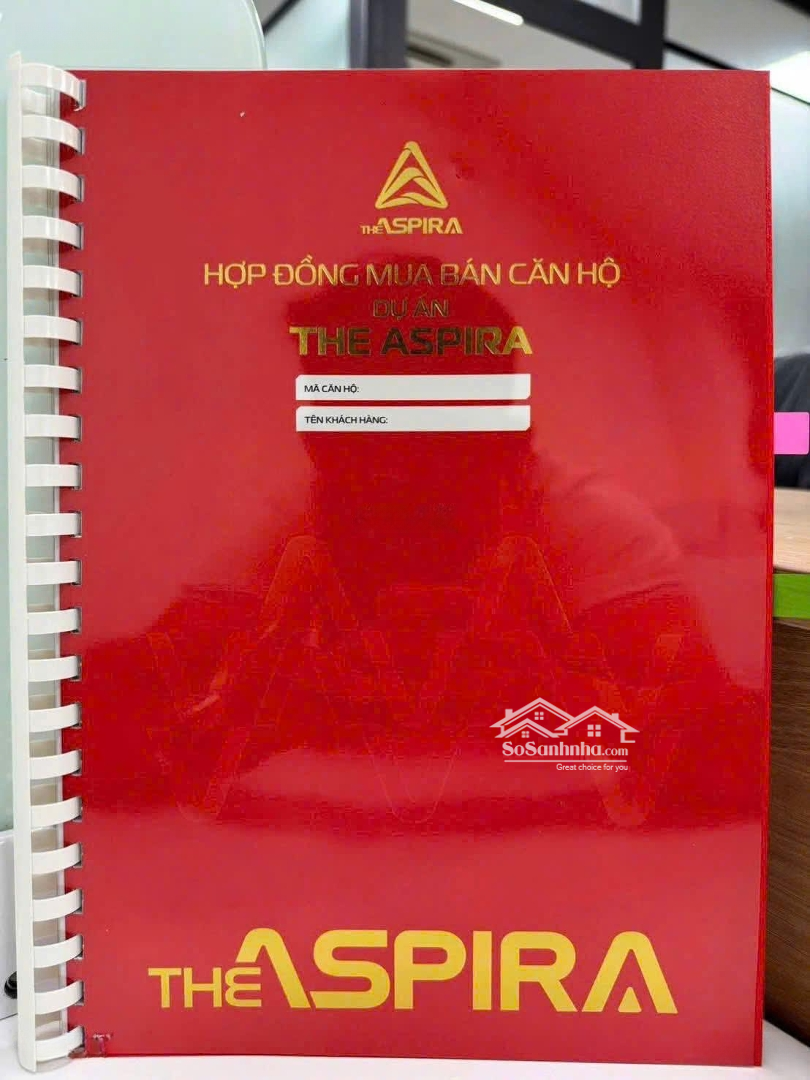 THE ASPIRA
HỢP ĐỒNG MUA BÁN CĂN HỘ
DỰ ÁN
THE ASPIRA
MÃ CĂN HỘ:
TÊN KHÁCH HÀNG:
SoSanhnha.com
Great choice for you
THE ASPIRA